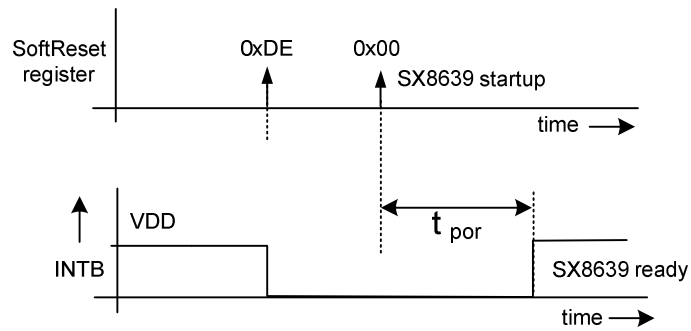 SoftReset
register
0xDE
0x00
SX8639 startup
time
VDD
INTB
t por
SX8639 ready
time